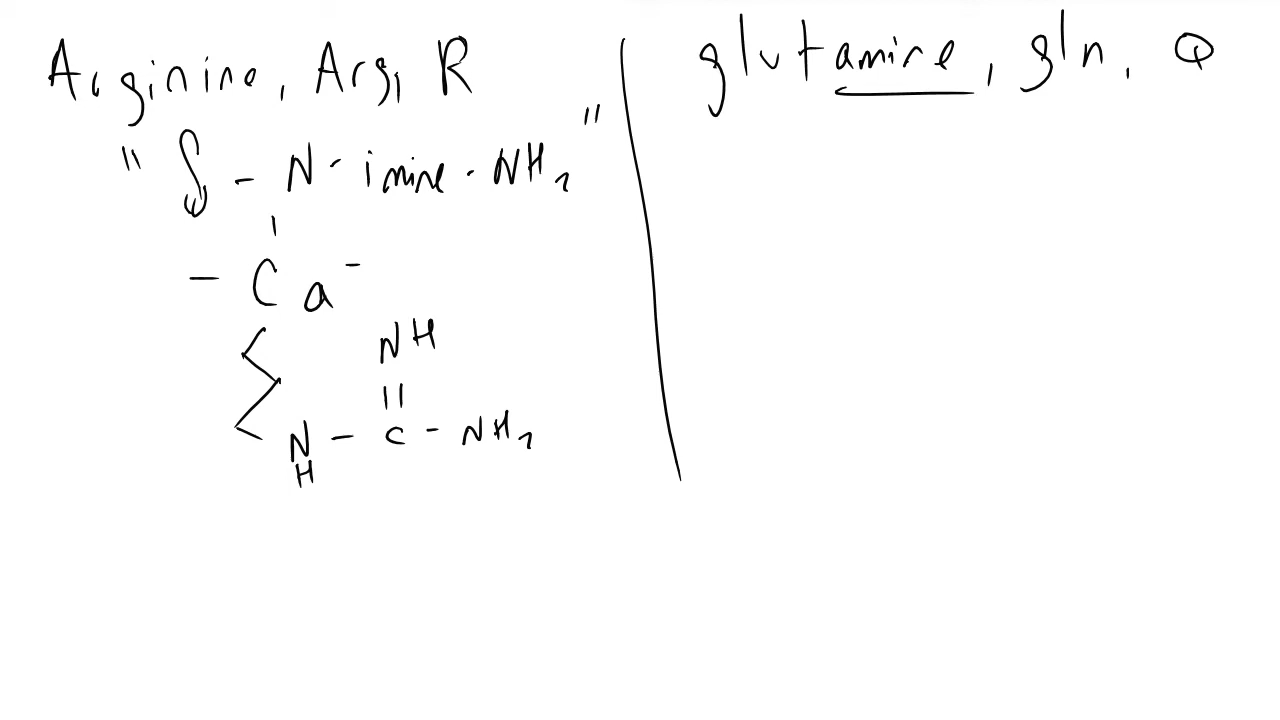 Arginine, Arg, R
" δ - N - imine - NH2 "
- Ca -
NH
||
N - C - NH2
H
glutamine, gln, Q